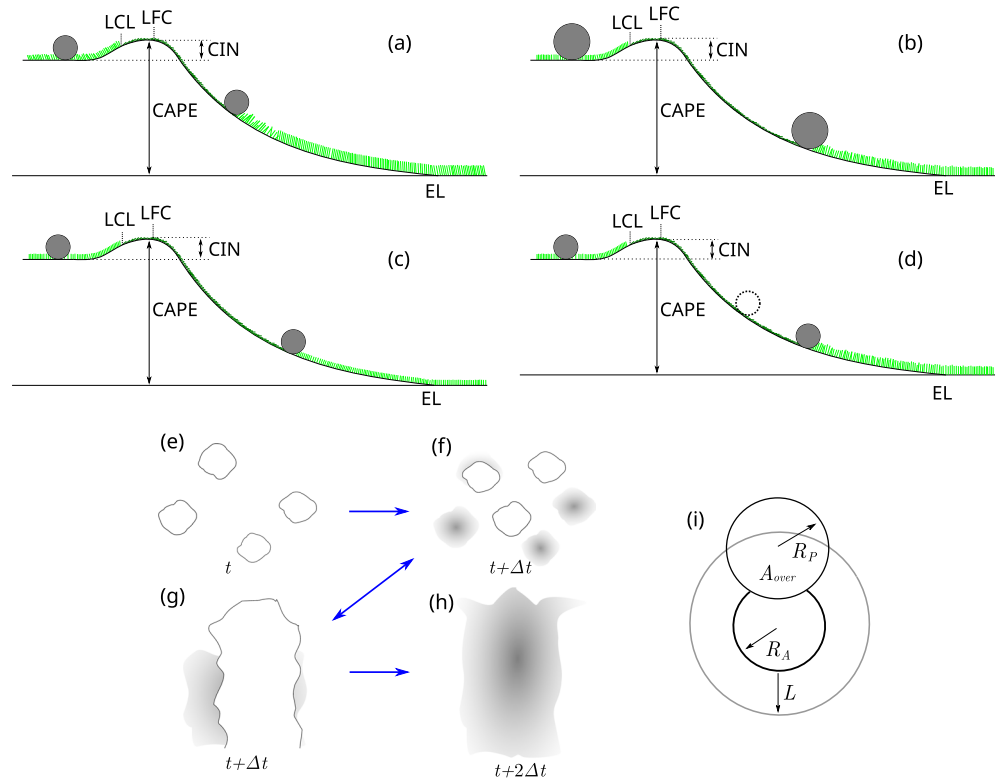 LCL LFC
CIN
(a)
CAPE
EL
LCL LFC
CIN
(b)
CAPE
EL
LCL LFC
CIN
(c)
CAPE
EL
LCL LFC
CIN
(d)
CAPE
EL
(e)
t
(f)
t+Δt
(g)
t+Δt
(h)
t+2Δt
(i)
R_P
A_over
R_A
L